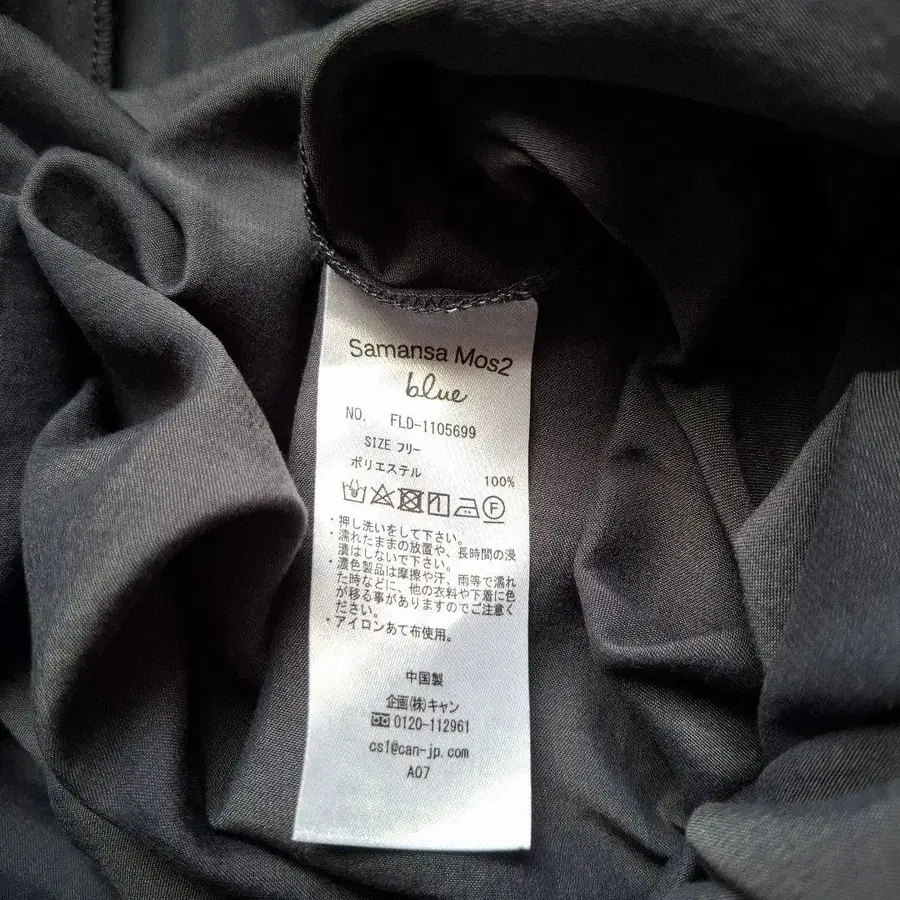 Samansa Mos2
blue
NO. FLD-1105699
SIZE フリー
ポリエステル 100%
F
・押し洗いをして下さい。
・濡れたままの放置や、長時間の浸
漬はしないで下さい。
・濃色製品は摩擦や汗、雨等で濡れ
た時などに、他の衣料や下着に色
が移る事がありますのでご注意く
ださい。
・アイロンあて布使用。
中国製
企画(株)キャン
0120-112961
cs1@can-jp.com
A07